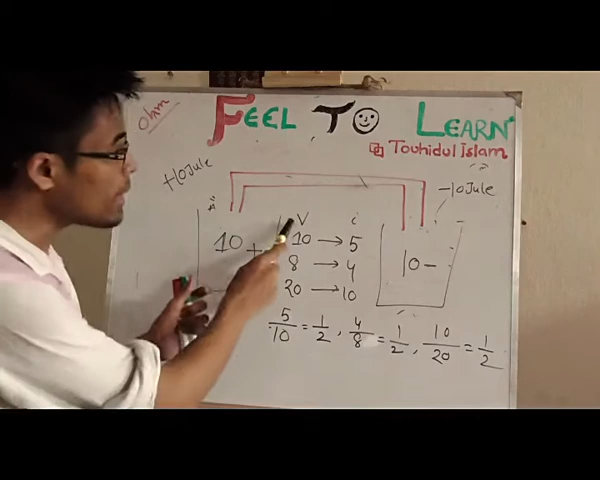 ohm
FEEL TO LEARN
Touhidul Islam
+10Jule
-10Jule
V i
10 + 10 → 5 10 -
8 → 4
20 → 10
5/10 = 1/2 , 4/8 = 1/2 , 10/20 = 1/2